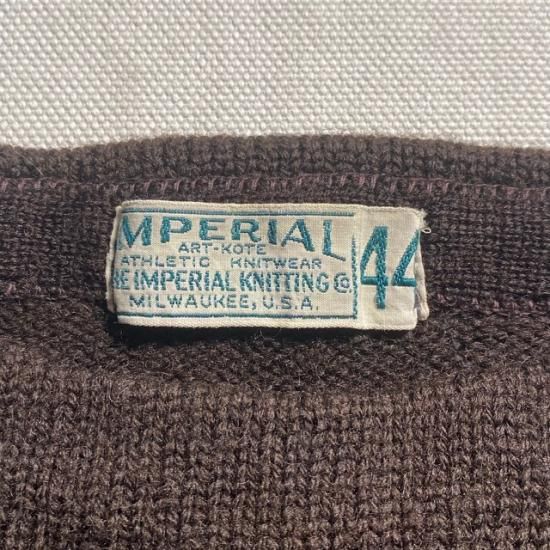 MPERIAL
ART-KOTE
ATHLETIC KNITWEAR
HE IMPERIAL KNITTING Co
MILWAUKEE, U.S.A.
44